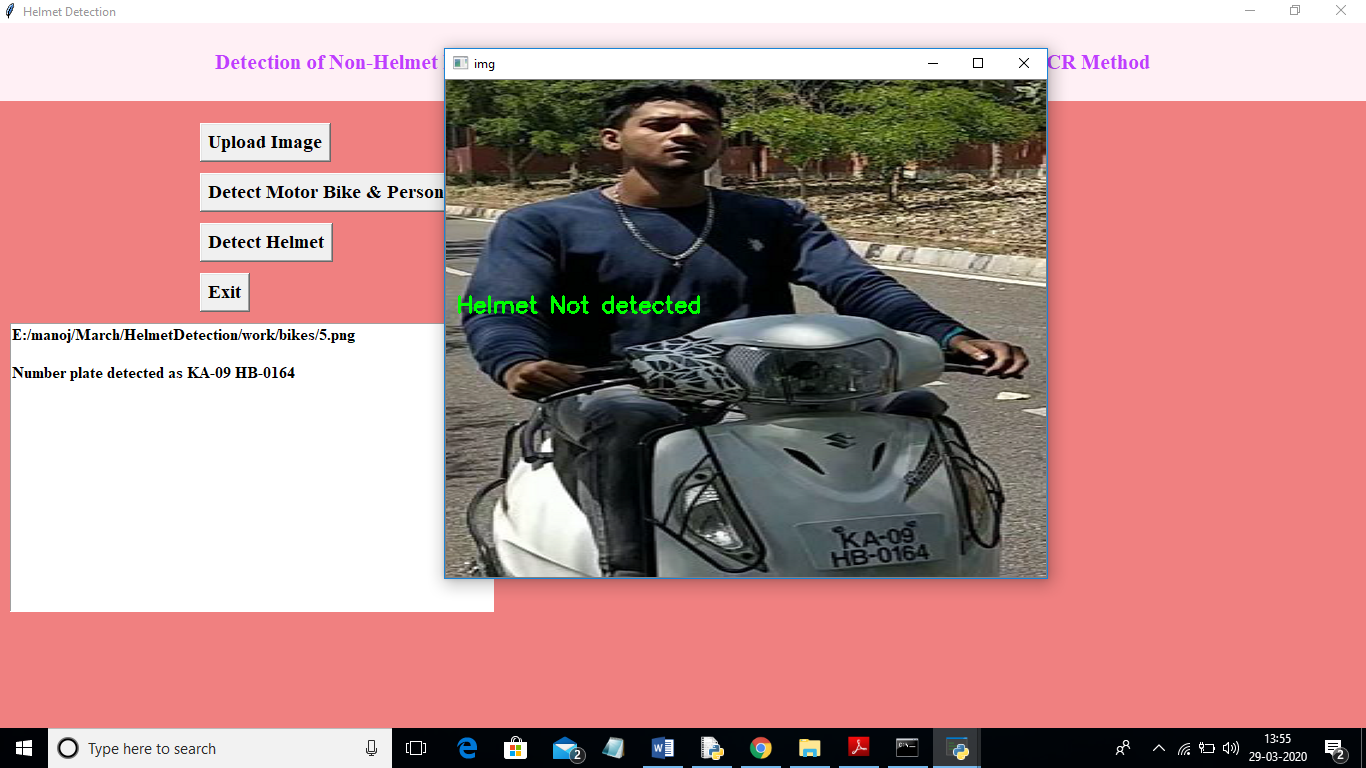 Helmet Detection
Detection of Non-Helmet
CR Method
img
Upload Image
Detect Motor Bike & Person
Detect Helmet
Exit
Helmet Not detected
E:/manoj/March/HelmetDetection/work/bikes/5.png
Number plate detected as KA-09 HB-0164
KA-09
HB-0164
Type here to search
2
13:55
29-03-2020
2